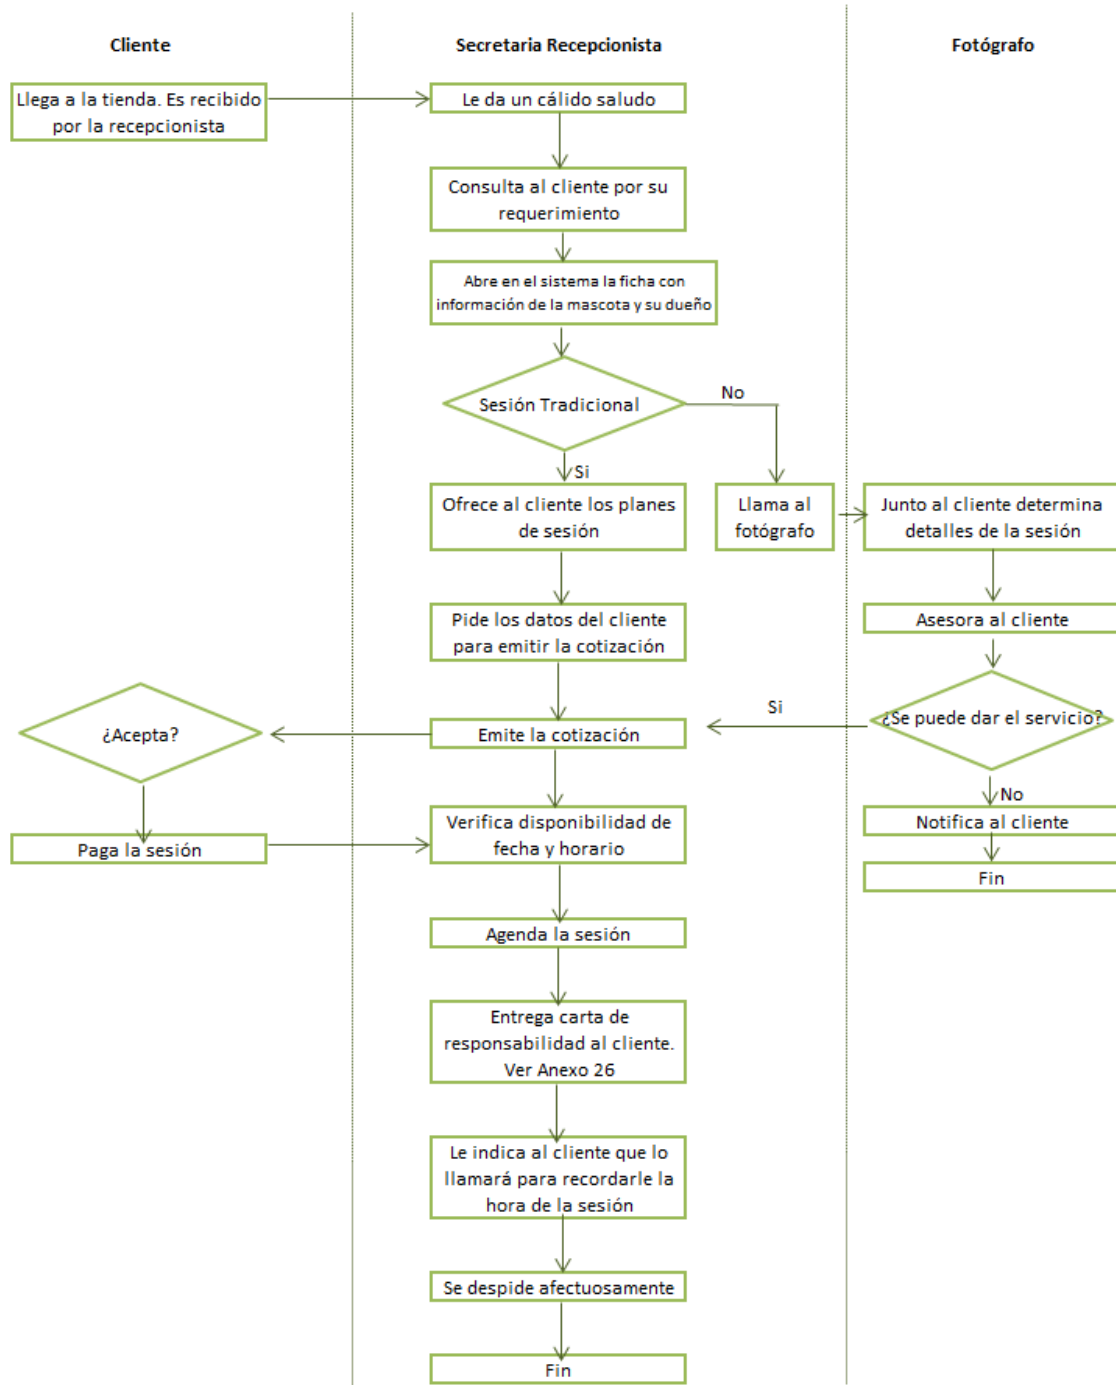 Cliente
Secretaria Recepcionista
Fotógrafo
Llega a la tienda. Es recibido
por la recepcionista
Le da un cálido saludo
Consulta al cliente por su
requerimiento
Abre en el sistema la ficha con
información de la mascota y su dueño
Sesión Tradicional
No
Si
Ofrece al cliente los planes
de sesión
Llama al
fotógrafo
Junto al cliente determina
detalles de la sesión
Pide los datos del cliente
para emitir la cotización
Asesora al cliente
¿Se puede dar el servicio?
Si
Emite la cotización
¿Acepta?
No
Notifica al cliente
Fin
Paga la sesión
Verifica disponibilidad de
fecha y horario
Agenda la sesión
Entrega carta de
responsabilidad al cliente.
Ver Anexo 26
Le indica al cliente que lo
llamará para recordarle la
hora de la sesión
Se despide afectuosamente
Fin